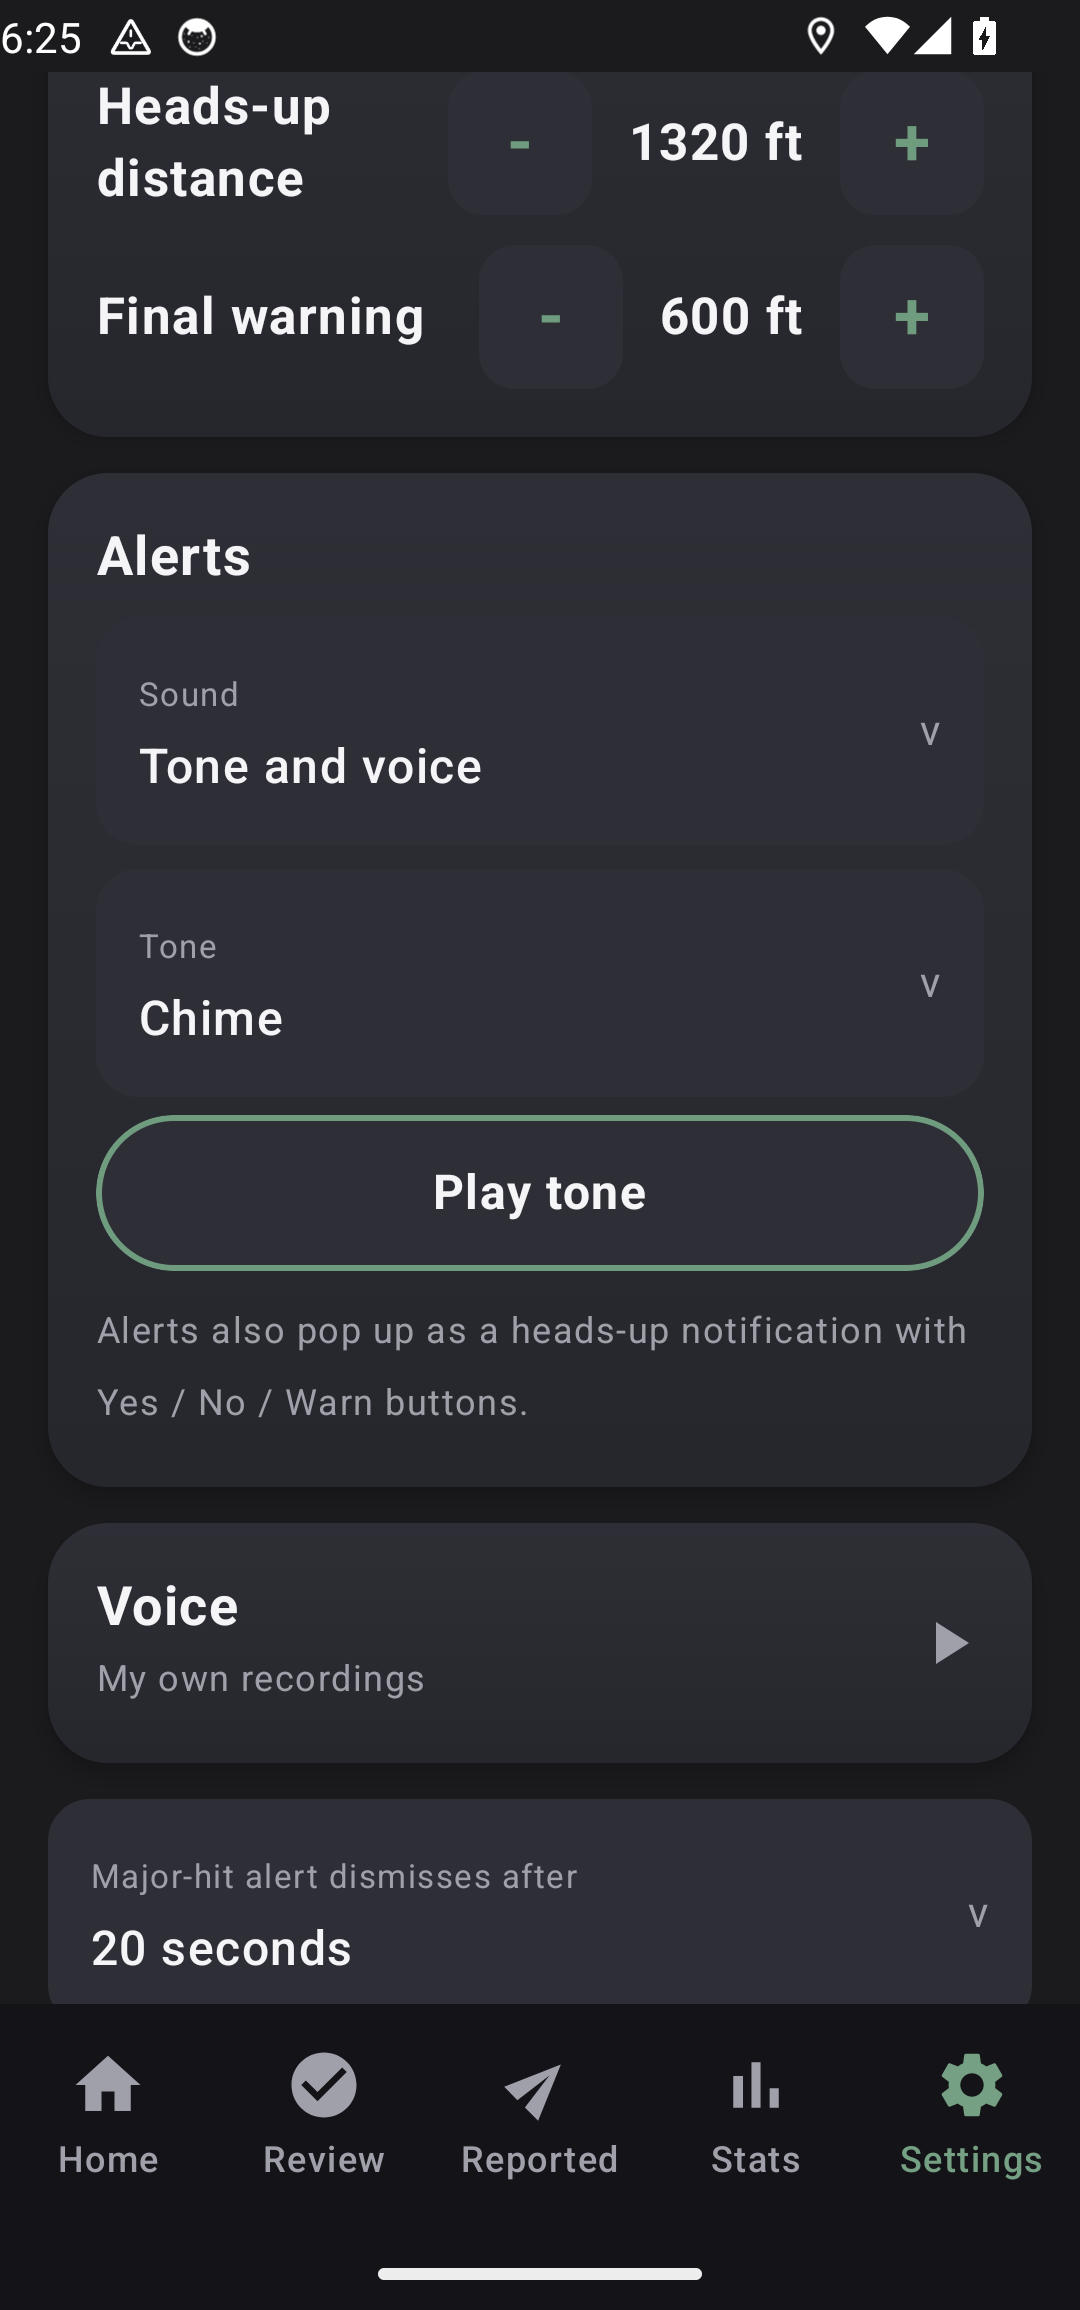 6:25
Heads-up
distance
- 1320 ft +
Final warning - 600 ft +
Alerts
Sound
Tone and voice
v
Tone
Chime
v
Play tone
Alerts also pop up as a heads-up notification with
Yes / No / Warn buttons.
Voice
My own recordings
Major-hit alert dismisses after
20 seconds
v
Home Review Reported Stats Settings